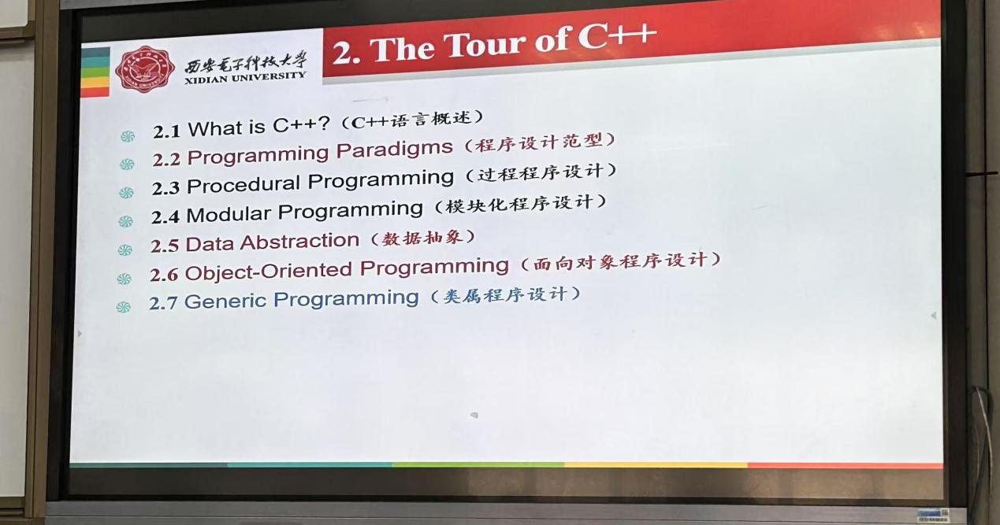 西安电子科技大学
XIDIAN UNIVERSITY
2. The Tour of C++
2.1 What is C++?（C++语言概述）
2.2 Programming Paradigms（程序设计范型）
2.3 Procedural Programming（过程程序设计）
2.4 Modular Programming（模块化程序设计）
2.5 Data Abstraction（数据抽象）
2.6 Object-Oriented Programming（面向对象程序设计）
2.7 Generic Programming（类属程序设计）